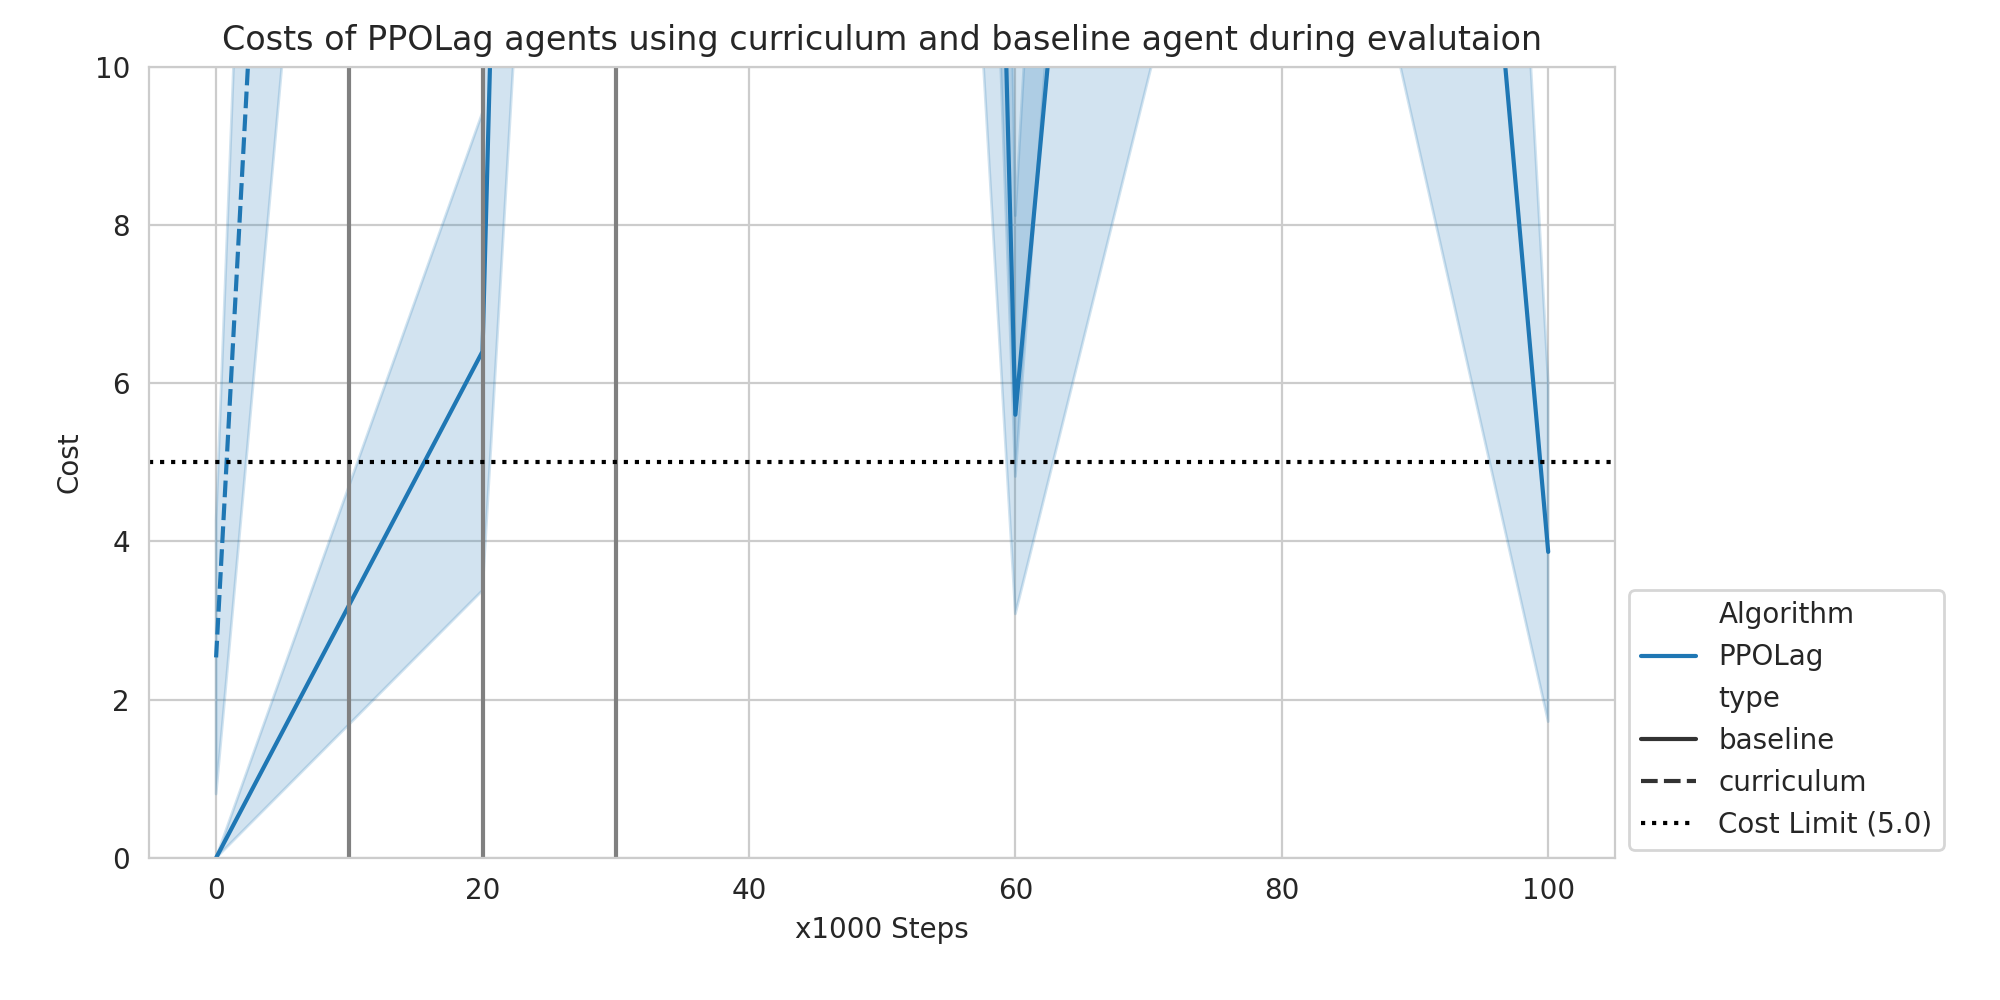 Costs of PPOLag agents using curriculum and baseline agent during evalutaion
10
8
6
4
2
0
Cost
0 20 40 60 80 100
x1000 Steps
Algorithm
PPOLag
type
baseline
curriculum
Cost Limit (5.0)